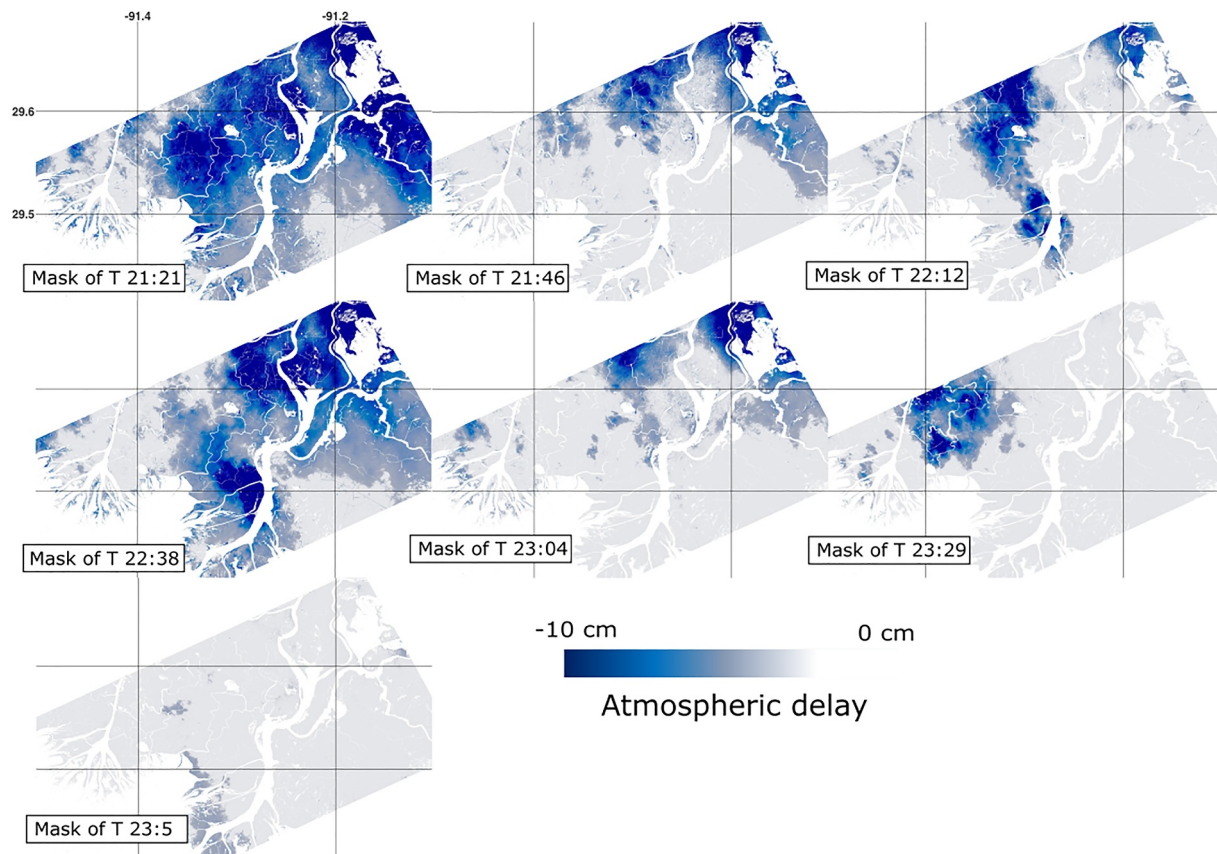 -91.4 -91.2
29.6
29.5
Mask of T 21:21
Mask of T 21:46
Mask of T 22:12
Mask of T 22:38
Mask of T 23:04
Mask of T 23:29
Mask of T 23:5
-10 cm 0 cm
Atmospheric delay